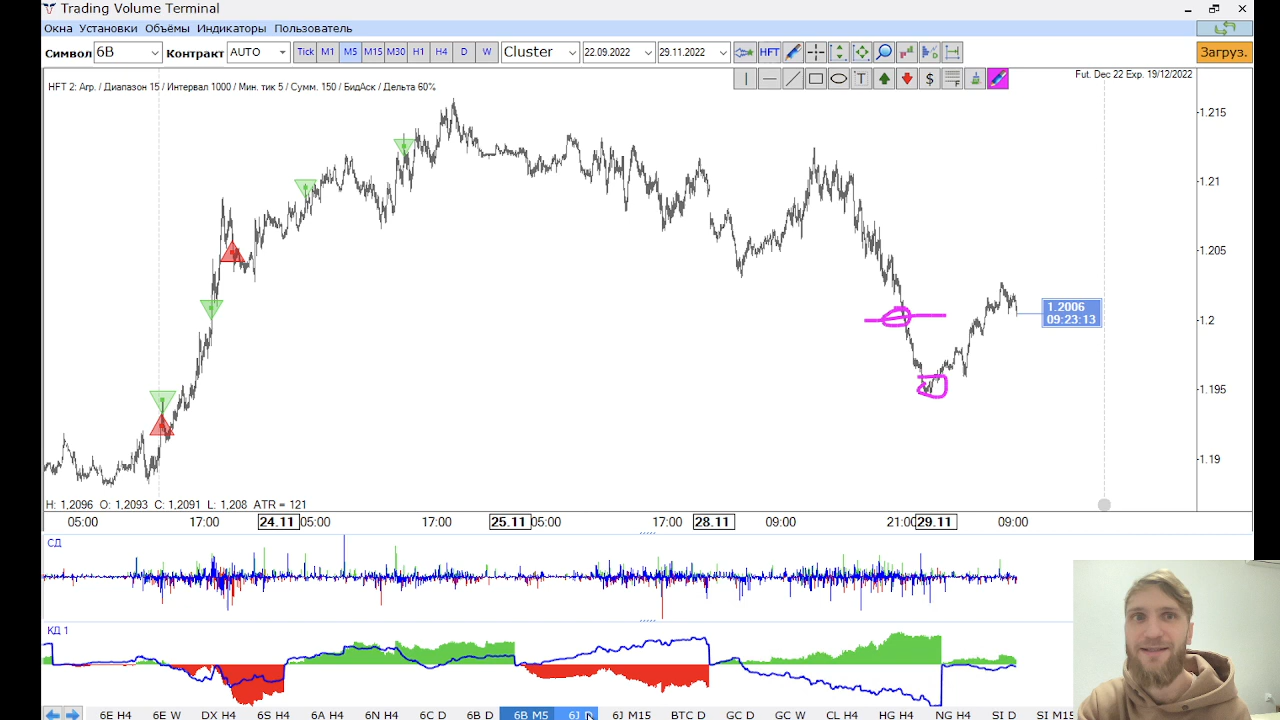 Trading Volume Terminal
Окна Установки Объёмы Индикаторы Пользователь
Символ 6B Контракт AUTO Tick M1 M5 M15 M30 H1 H4 D W Cluster 22.09.2022 29.11.2022 HFT Загруз.
T $ F
Fut. Dec 22 Exp. 19/12/2022
HFT 2: Агр. / Диапазон 15 / Интервал 1000 / Мин. тик 5 / Сумм. 150 / БидАск / Дельта 60%
1.215
1.21
1.205
1.2006
09:23:13
1.2
1.195
1.19
H: 1,2096 O: 1,2093 C: 1,2091 L: 1,208 ATR = 121
05:00 17:00 24.11 05:00 17:00 25.11 05:00 17:00 28.11 09:00 21:00 29.11 09:00
СД
КД 1
6E H4 6E W DX H4 6S H4 6A H4 6N H4 6C D 6B D 6B M5 6J 6J M15 BTC D GC D GC W CL H4 HG H4 NG H4 SI D SI M15